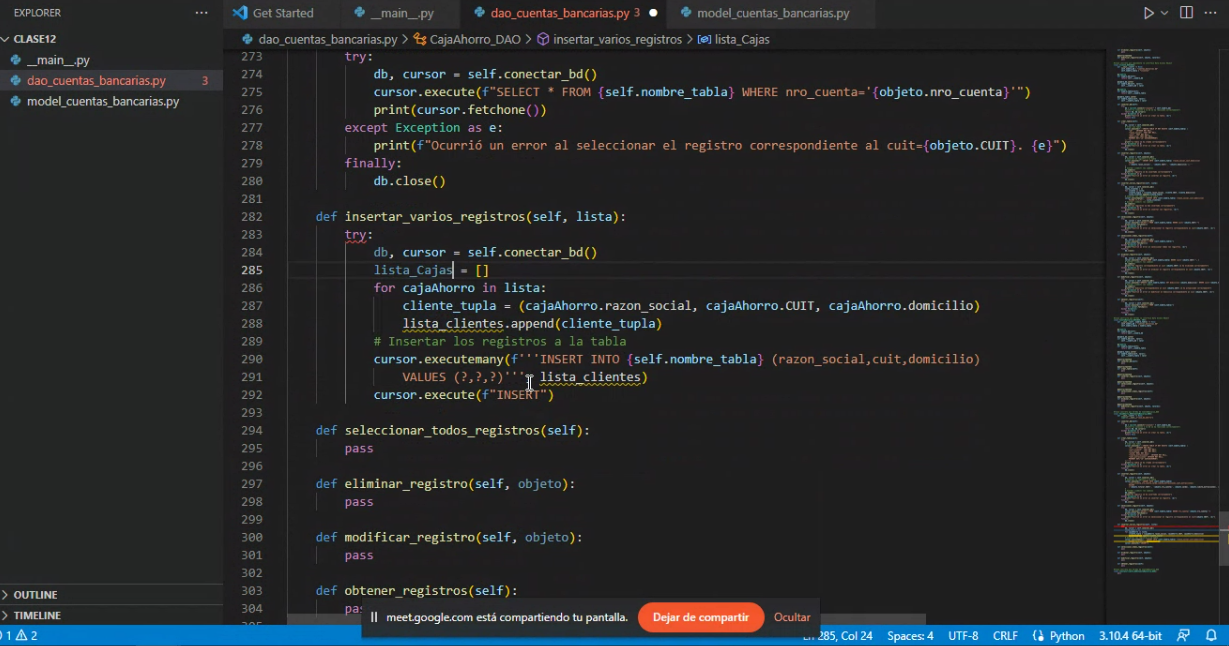 EXPLORER ...
Get Started __main__.py dao_cuentas_bancarias.py 3 model_cuentas_bancarias.py
CLASE12
dao_cuentas_bancarias.py > CajaAhorro_DAO > insertar_varios_registros > lista_Cajas
__main__.py
dao_cuentas_bancarias.py 3
model_cuentas_bancarias.py
273 try:
274 db, cursor = self.conectar_bd()
275 cursor.execute(f"SELECT * FROM {self.nombre_tabla} WHERE nro_cuenta='{objeto.nro_cuenta}'")
276 print(cursor.fetchone())
277 except Exception as e:
278 print(f"Ocurrió un error al seleccionar el registro correspondiente al cuit={objeto.CUIT}. {e}")
279 finally:
280 db.close()
281
282 def insertar_varios_registros(self, lista):
283 try:
284 db, cursor = self.conectar_bd()
285 lista_Cajas = []
286 for cajaAhorro in lista:
287 cliente_tupla = (cajaAhorro.razon_social, cajaAhorro.CUIT, cajaAhorro.domicilio)
288 lista_clientes.append(cliente_tupla)
289 # Insertar los registros a la tabla
290 cursor.executemany(f'''INSERT INTO {self.nombre_tabla} (razon_social,cuit,domicilio)
291 VALUES (?,?,?)''', lista_clientes)
292 cursor.execute(f"INSERT")
293
294 def seleccionar_todos_registros(self):
295 pass
296
297 def eliminar_registro(self, objeto):
298 pass
299
300 def modificar_registro(self, objeto):
301 pass
302
303 def obtener_registros(self):
304
OUTLINE
TIMELINE
meet.google.com está compartiendo tu pantalla. Dejar de compartir Ocultar
1 2 Ln 285, Col 24 Spaces: 4 UTF-8 CRLF Python 3.10.4 64-bit